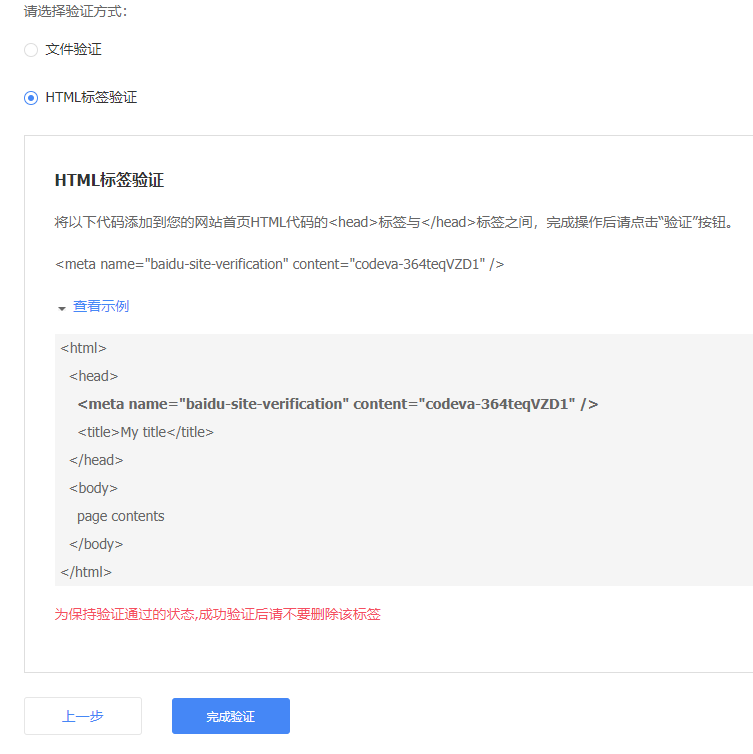 请选择验证方式：
文件验证
HTML标签验证
HTML标签验证
将以下代码添加到您的网站首页HTML代码的<head>标签与</head>标签之间，完成操作后请点击“验证”按钮。
<meta name="baidu-site-verification" content="codeva-364teqVZD1" />
查看示例
<html>
<head>
<meta name="baidu-site-verification" content="codeva-364teqVZD1" />
<title>My title</title>
</head>
<body>
page contents
</body>
</html>
为保持验证通过的状态,成功验证后请不要删除该标签
上一步
完成验证